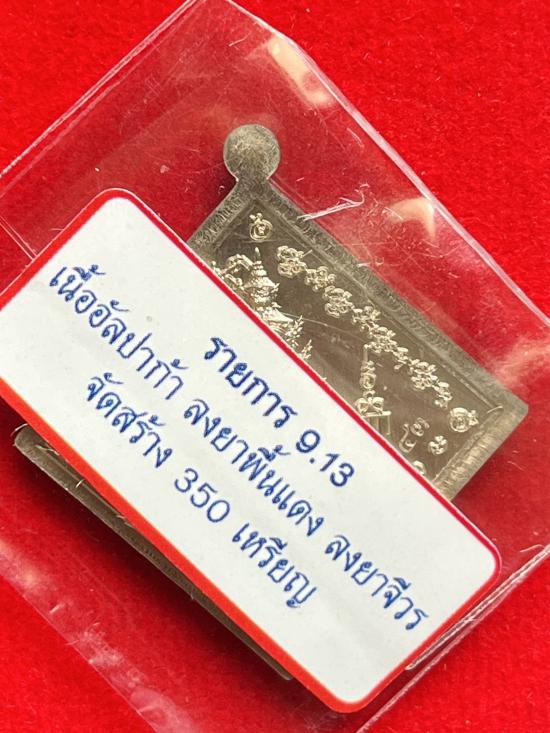 รายการ 9.13
เนื้ออัลปาก้า ลงยาพื้นแดง ลงยาจีวร
จัดสร้าง 350 เหรียญ